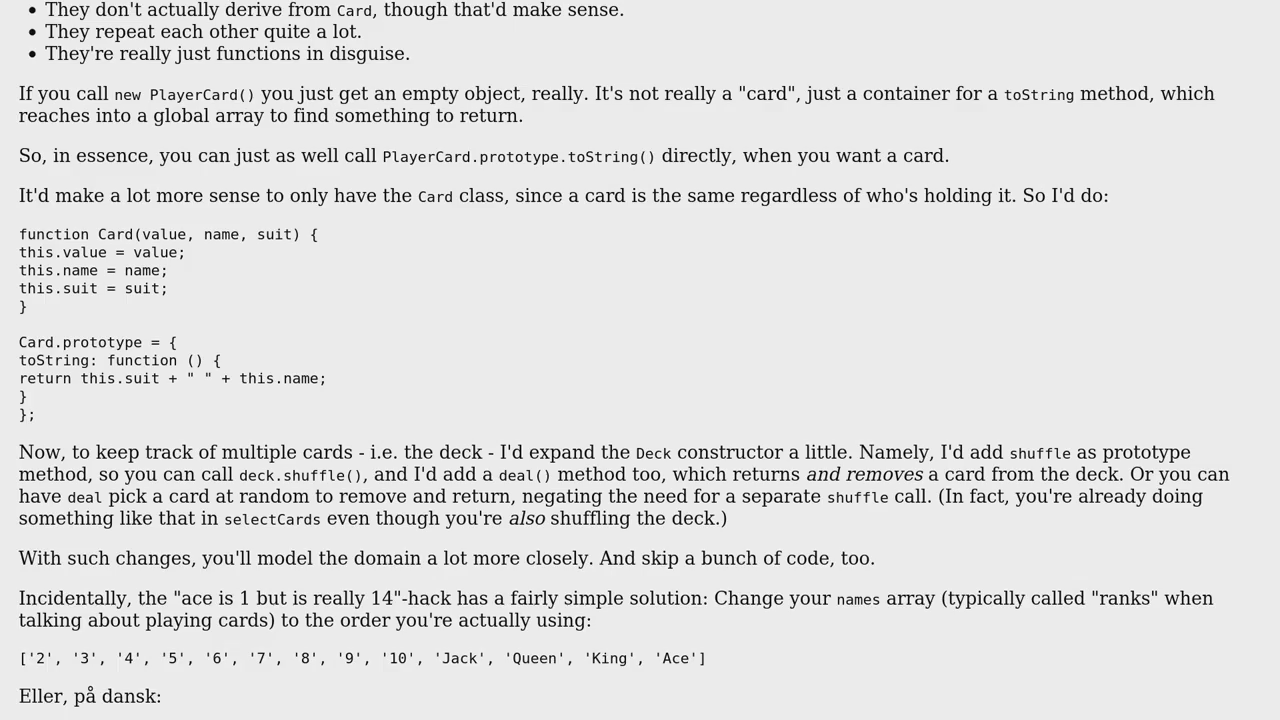 They don't actually derive from Card, though that'd make sense.
They repeat each other quite a lot.
They're really just functions in disguise.
If you call new PlayerCard() you just get an empty object, really. It's not really a "card", just a container for a toString method, which
reaches into a global array to find something to return.
So, in essence, you can just as well call PlayerCard.prototype.toString() directly, when you want a card.
It'd make a lot more sense to only have the Card class, since a card is the same regardless of who's holding it. So I'd do:
function Card(value, name, suit) {
this.value = value;
this.name = name;
this.suit = suit;
}
Card.prototype = {
toString: function () {
return this.suit + " " + this.name;
}
};
Now, to keep track of multiple cards - i.e. the deck - I'd expand the Deck constructor a little. Namely, I'd add shuffle as prototype
method, so you can call deck.shuffle(), and I'd add a deal() method too, which returns and removes a card from the deck. Or you can
have deal pick a card at random to remove and return, negating the need for a separate shuffle call. (In fact, you're already doing
something like that in selectCards even though you're also shuffling the deck.)
With such changes, you'll model the domain a lot more closely. And skip a bunch of code, too.
Incidentally, the "ace is 1 but is really 14"-hack has a fairly simple solution: Change your names array (typically called "ranks" when
talking about playing cards) to the order you're actually using:
['2', '3', '4', '5', '6', '7', '8', '9', '10', 'Jack', 'Queen', 'King', 'Ace']
Eller, på dansk: